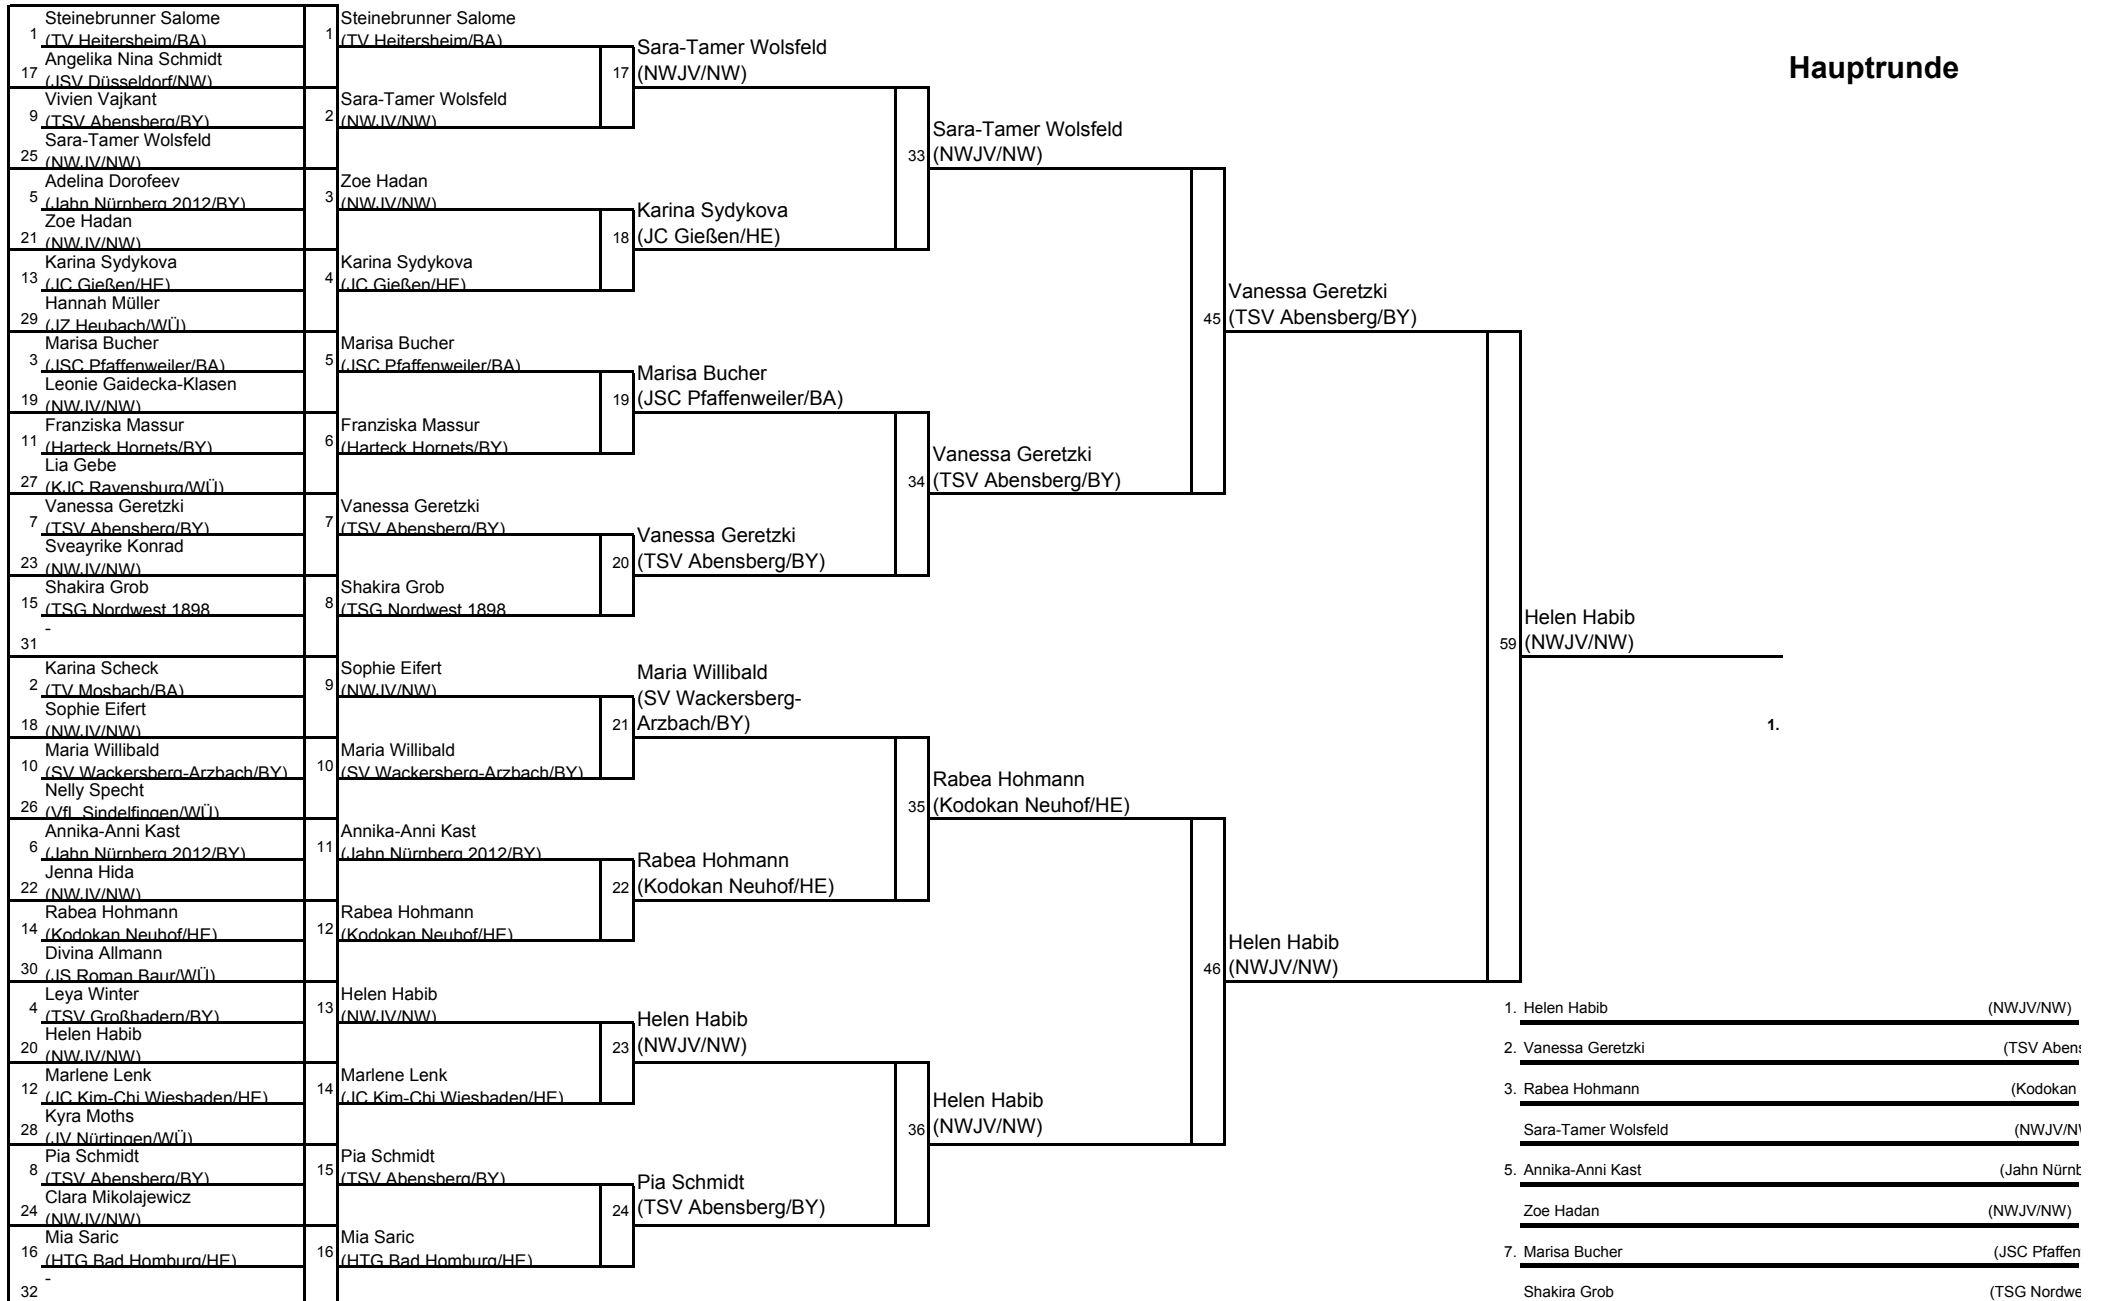 Hauptrunde
1 Steinebrunner Salome
(TV Heitersheim/BA)
17 Angelika Nina Schmidt
(JSV Düsseldorf/NW)
9 Vivien Vajkant
(TSV Abensberg/BY)
25 Sara-Tamer Wolsfeld
(NWJV/NW)
5 Adelina Dorofeev
(Jahn Nürnberg 2012/BY)
21 Zoe Hadan
(NWJV/NW)
13 Karina Sydykova
(JC Gießen/HE)
29 Hannah Müller
(JZ Heubach/WÜ)
3 Marisa Bucher
(JSC Pfaffenweiler/BA)
19 Leonie Gaidecka-Klasen
(NWJV/NW)
11 Franziska Massur
(Harteck Hornets/BY)
27 Lia Gebe
(KJC Ravensburg/WÜ)
7 Vanessa Geretzki
(TSV Abensberg/BY)
23 Sveayrike Konrad
(NWJV/NW)
15 Shakira Grob
(TSG Nordwest 1898
31 -
2 Karina Scheck
(TV Mosbach/BA)
18 Sophie Eifert
(NWJV/NW)
10 Maria Willibald
(SV Wackersberg-Arzbach/BY)
26 Nelly Specht
(VfL Sindelfingen/WÜ)
6 Annika-Anni Kast
(Jahn Nürnberg 2012/BY)
22 Jenna Hida
(NWJV/NW)
14 Rabea Hohmann
(Kodokan Neuhof/HE)
30 Divina Allmann
(JS Roman Baur/WÜ)
4 Leya Winter
(TSV Großhadern/BY)
20 Helen Habib
(NWJV/NW)
12 Marlene Lenk
(JC Kim-Chi Wiesbaden/HE)
28 Kyra Moths
(JV Nürtingen/WÜ)
8 Pia Schmidt
(TSV Abensberg/BY)
24 Clara Mikolajewicz
(NWJV/NW)
16 Mia Saric
(HTG Bad Homburg/HE)
32 -
1 Steinebrunner Salome
(TV Heitersheim/BA)
2 Sara-Tamer Wolsfeld
(NWJV/NW)
3 Zoe Hadan
(NWJV/NW)
4 Karina Sydykova
(JC Gießen/HE)
5 Marisa Bucher
(JSC Pfaffenweiler/BA)
6 Franziska Massur
(Harteck Hornets/BY)
7 Vanessa Geretzki
(TSV Abensberg/BY)
8 Shakira Grob
(TSG Nordwest 1898
9 Sophie Eifert
(NWJV/NW)
10 Maria Willibald
(SV Wackersberg-Arzbach/BY)
11 Annika-Anni Kast
(Jahn Nürnberg 2012/BY)
12 Rabea Hohmann
(Kodokan Neuhof/HE)
13 Helen Habib
(NWJV/NW)
14 Marlene Lenk
(JC Kim-Chi Wiesbaden/HE)
15 Pia Schmidt
(TSV Abensberg/BY)
16 Mia Saric
(HTG Bad Homburg/HE)
Sara-Tamer Wolsfeld
17 (NWJV/NW)
Karina Sydykova
18 (JC Gießen/HE)
Marisa Bucher
19 (JSC Pfaffenweiler/BA)
Vanessa Geretzki
20 (TSV Abensberg/BY)
Maria Willibald
(SV Wackersberg-
21 Arzbach/BY)
Rabea Hohmann
22 (Kodokan Neuhof/HE)
Helen Habib
23 (NWJV/NW)
Pia Schmidt
24 (TSV Abensberg/BY)
Sara-Tamer Wolsfeld
33 (NWJV/NW)
Vanessa Geretzki
34 (TSV Abensberg/BY)
Rabea Hohmann
35 (Kodokan Neuhof/HE)
Helen Habib
36 (NWJV/NW)
Vanessa Geretzki
45 (TSV Abensberg/BY)
Helen Habib
46 (NWJV/NW)
Helen Habib
59 (NWJV/NW)
1.
1. Helen Habib (NWJV/NW)
2. Vanessa Geretzki (TSV Abens
3. Rabea Hohmann (Kodokan
Sara-Tamer Wolsfeld (NWJV/N
5. Annika-Anni Kast (Jahn Nürnb
Zoe Hadan (NWJV/NW)
7. Marisa Bucher (JSC Pfaffen
Shakira Grob (TSG Nordwe